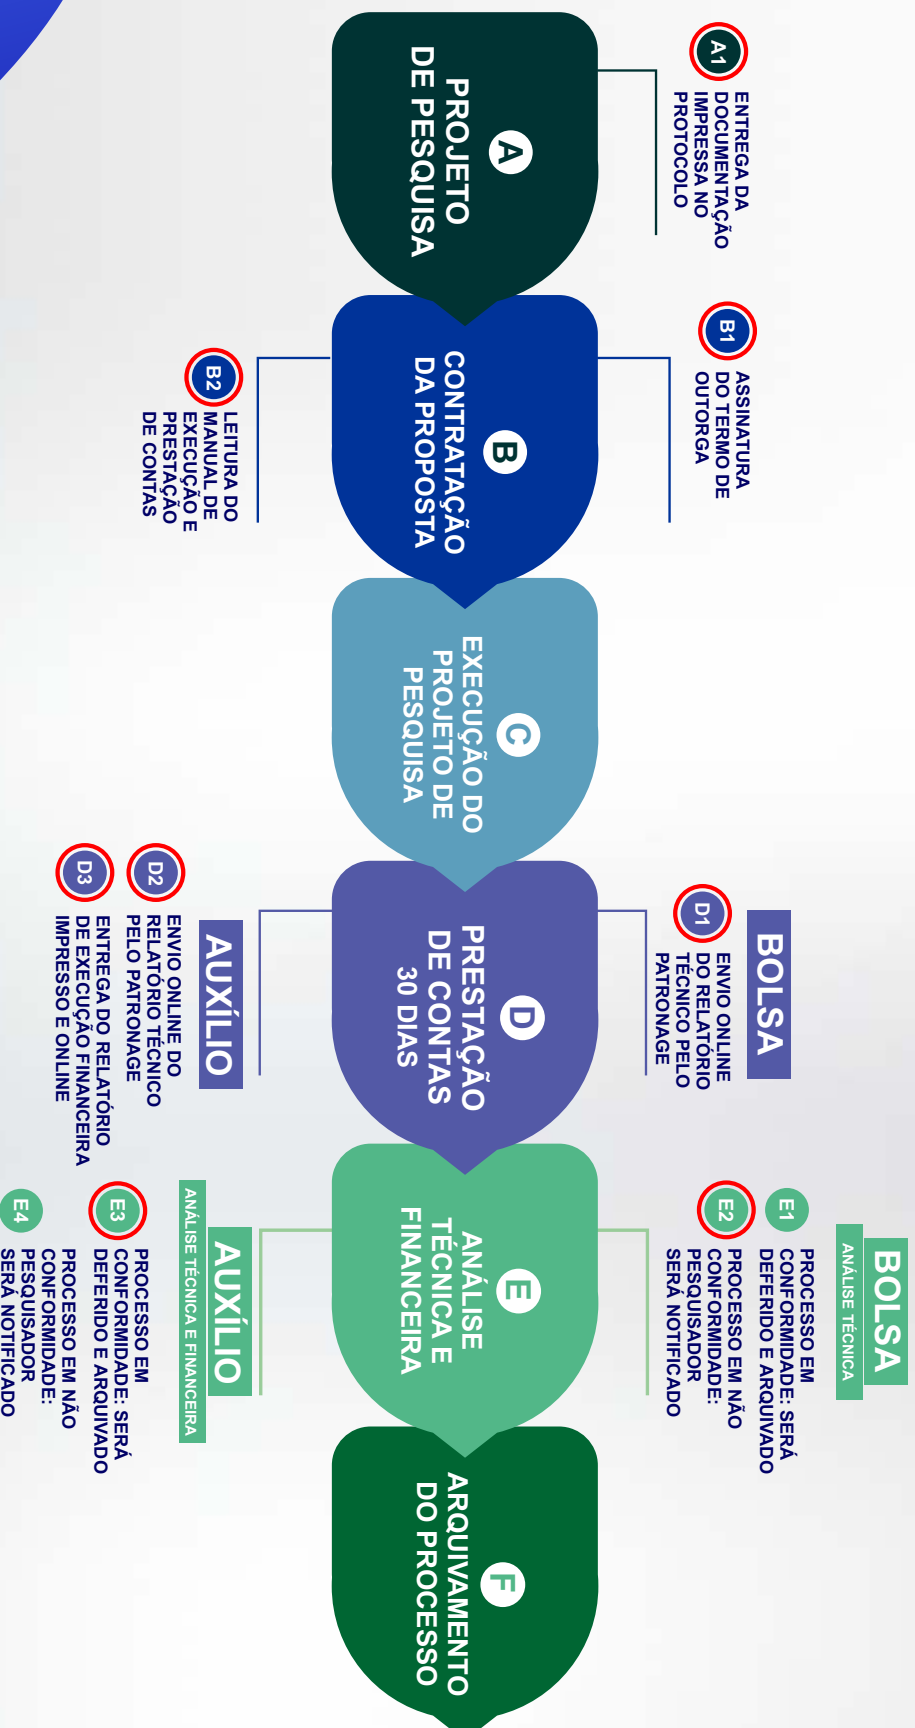 A1
ENTREGA DA
DOCUMENTAÇÃO
IMPRESSA NO
PROTOCOLO
A
PROJETO
DE PESQUISA
B1
ASSINATURA
DO TERMO DE
OUTORGA
B
CONTRATAÇÃO
DA PROPOSTA
B2
LEITURA DO
MANUAL DE
EXECUÇÃO E
PRESTAÇÃO
DE CONTAS
C
EXECUÇÃO DO
PROJETO DE
PESQUISA
BOLSA
D1
ENVIO ONLINE
DO RELATÓRIO
TÉCNICO PELO
PATRONAGE
D
PRESTAÇÃO
DE CONTAS
30 DIAS
AUXÍLIO
D2
ENVIO ONLINE DO
RELATÓRIO TÉCNICO
PELO PATRONAGE
D3
ENTREGA DO RELATÓRIO
DE EXECUÇÃO FINANCEIRA
IMPRESSO E ONLINE
BOLSA
ANÁLISE TÉCNICA
E1
PROCESSO EM
CONFORMIDADE: SERÁ
DEFERIDO E ARQUIVADO
E2
PROCESSO EM NÃO
CONFORMIDADE:
PESQUISADOR
SERÁ NOTIFICADO
E
ANÁLISE
TÉCNICA E
FINANCEIRA
AUXÍLIO
ANÁLISE TÉCNICA E FINANCEIRA
E3
PROCESSO EM
CONFORMIDADE: SERÁ
DEFERIDO E ARQUIVADO
E4
PROCESSO EM NÃO
CONFORMIDADE:
PESQUISADOR
SERÁ NOTIFICADO
F
ARQUIVAMENTO
DO PROCESSO